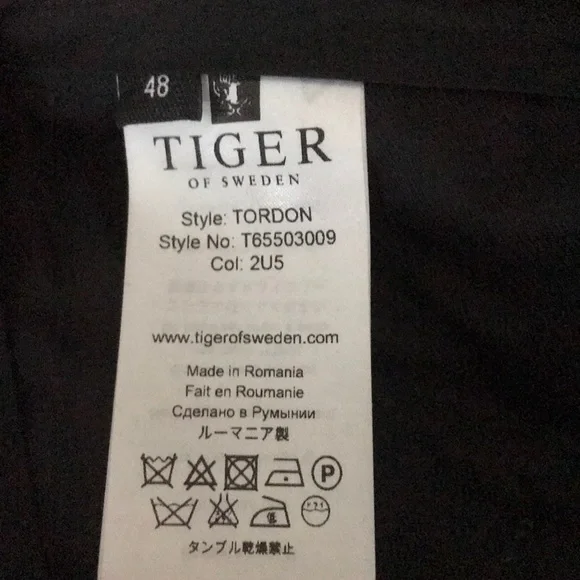 48
TIGER
OF SWEDEN
Style: TORDON
Style No: T65503009
Col: 2U5
www.tigerofsweden.com
Made in Romania
Fait en Roumanie
Сделано в Румынии
ルーマニア製
P
タンブル乾燥禁止